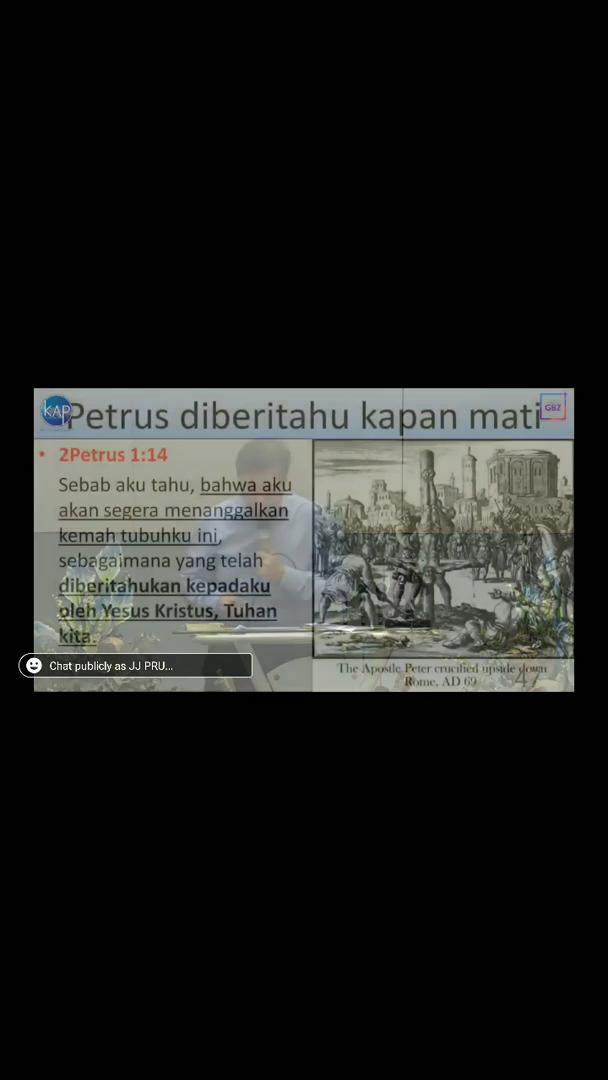 KAP
Petrus diberitahu kapan mati
GBZ
• 2Petrus 1:14
Sebab aku tahu, bahwa aku
akan segera menanggalkan
kemah tubuhku ini,
sebagaimana yang telah
diberitahukan kepadaku
oleh Yesus Kristus, Tuhan
kita.
Chat publicly as JJ PRU...
The Apostle Peter crucified upside down
Rome, AD 69
47